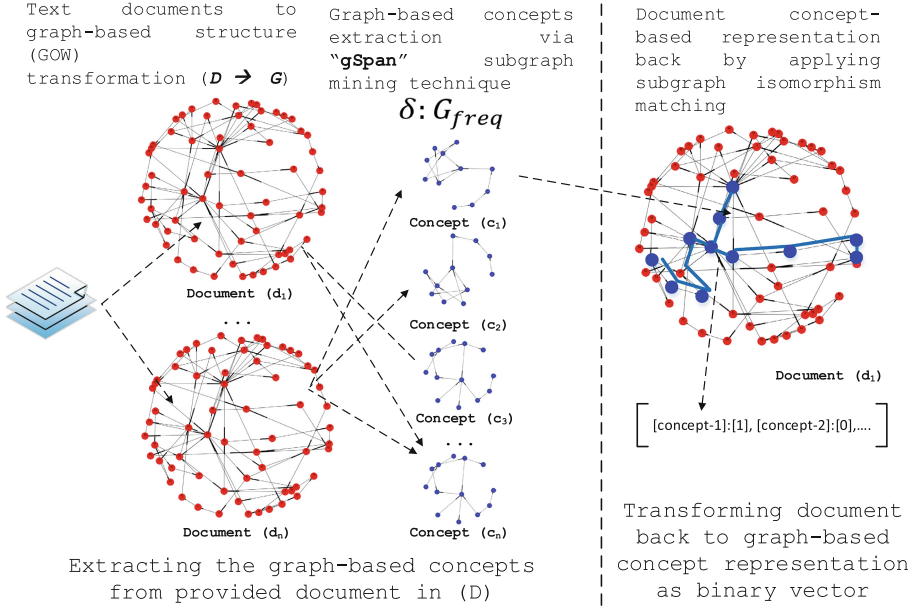 Text documents to
graph-based structure
(GOW)
transformation (D → G)
Graph-based concepts
extraction via
“gSpan” subgraph
mining technique
δ: G_freq
Document (d₁)
. . .
Document (dₙ)
Concept (c₁)
Concept (c₂)
Concept (c₃)
. . .
Concept (cₙ)
Extracting the graph-based concepts
from provided document in (D)
Document concept-
based representation
back by applying
subgraph isomorphism
matching
Document (d₁)
[concept-1]:[1], [concept-2]:[0],....
Transforming document
back to graph-based
concept representation
as binary vector